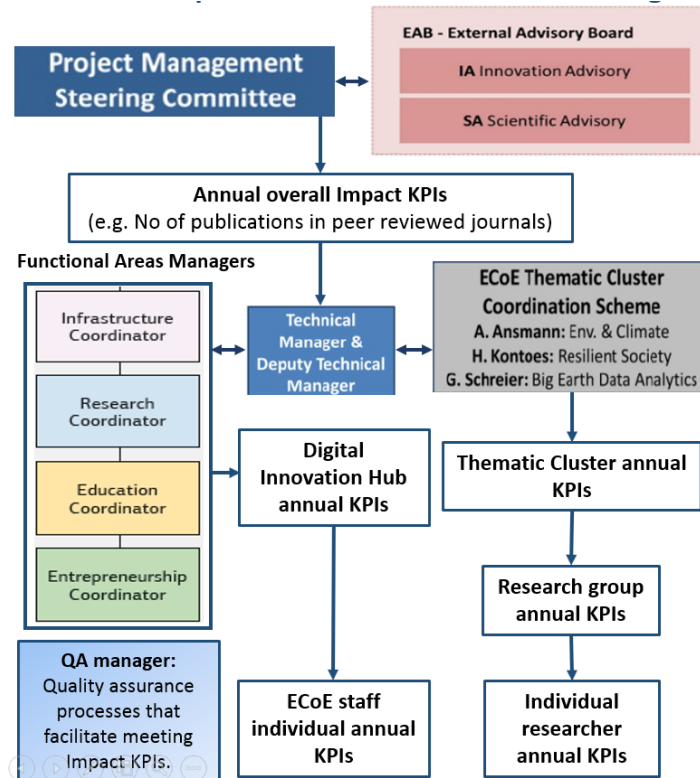 Project Management
Steering Committee
EAB - External Advisory Board
IA Innovation Advisory
SA Scientific Advisory
Annual overall Impact KPIs
(e.g. No of publications in peer reviewed journals)
Functional Areas Managers
Infrastructure
Coordinator
Research
Coordinator
Education
Coordinator
Entrepreneurship
Coordinator
Technical
Manager &
Deputy Technical
Manager
ECoE Thematic Cluster
Coordination Scheme
A. Ansmann: Env. & Climate
H. Kontoes: Resilient Society
G. Schreier: Big Earth Data Analytics
Digital
Innovation Hub
annual KPIs
Thematic Cluster annual
KPIs
Research group
annual KPIs
QA manager:
Quality assurance
processes that
facilitate meeting
Impact KPIs.
ECoE staff
individual annual
KPIs
Individual
researcher
annual KPIs